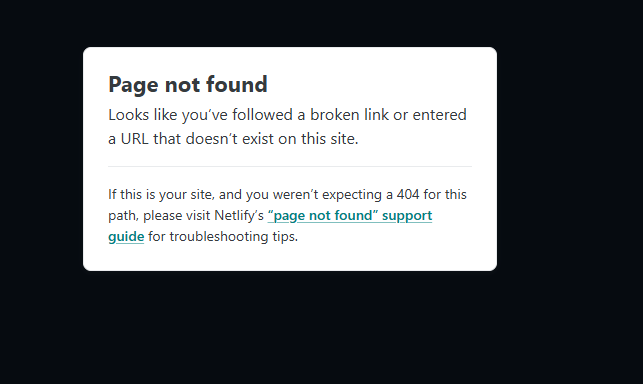 Page not found
Looks like you’ve followed a broken link or entered
a URL that doesn’t exist on this site.
If this is your site, and you weren’t expecting a 404 for this
path, please visit Netlify’s “page not found” support
guide for troubleshooting tips.